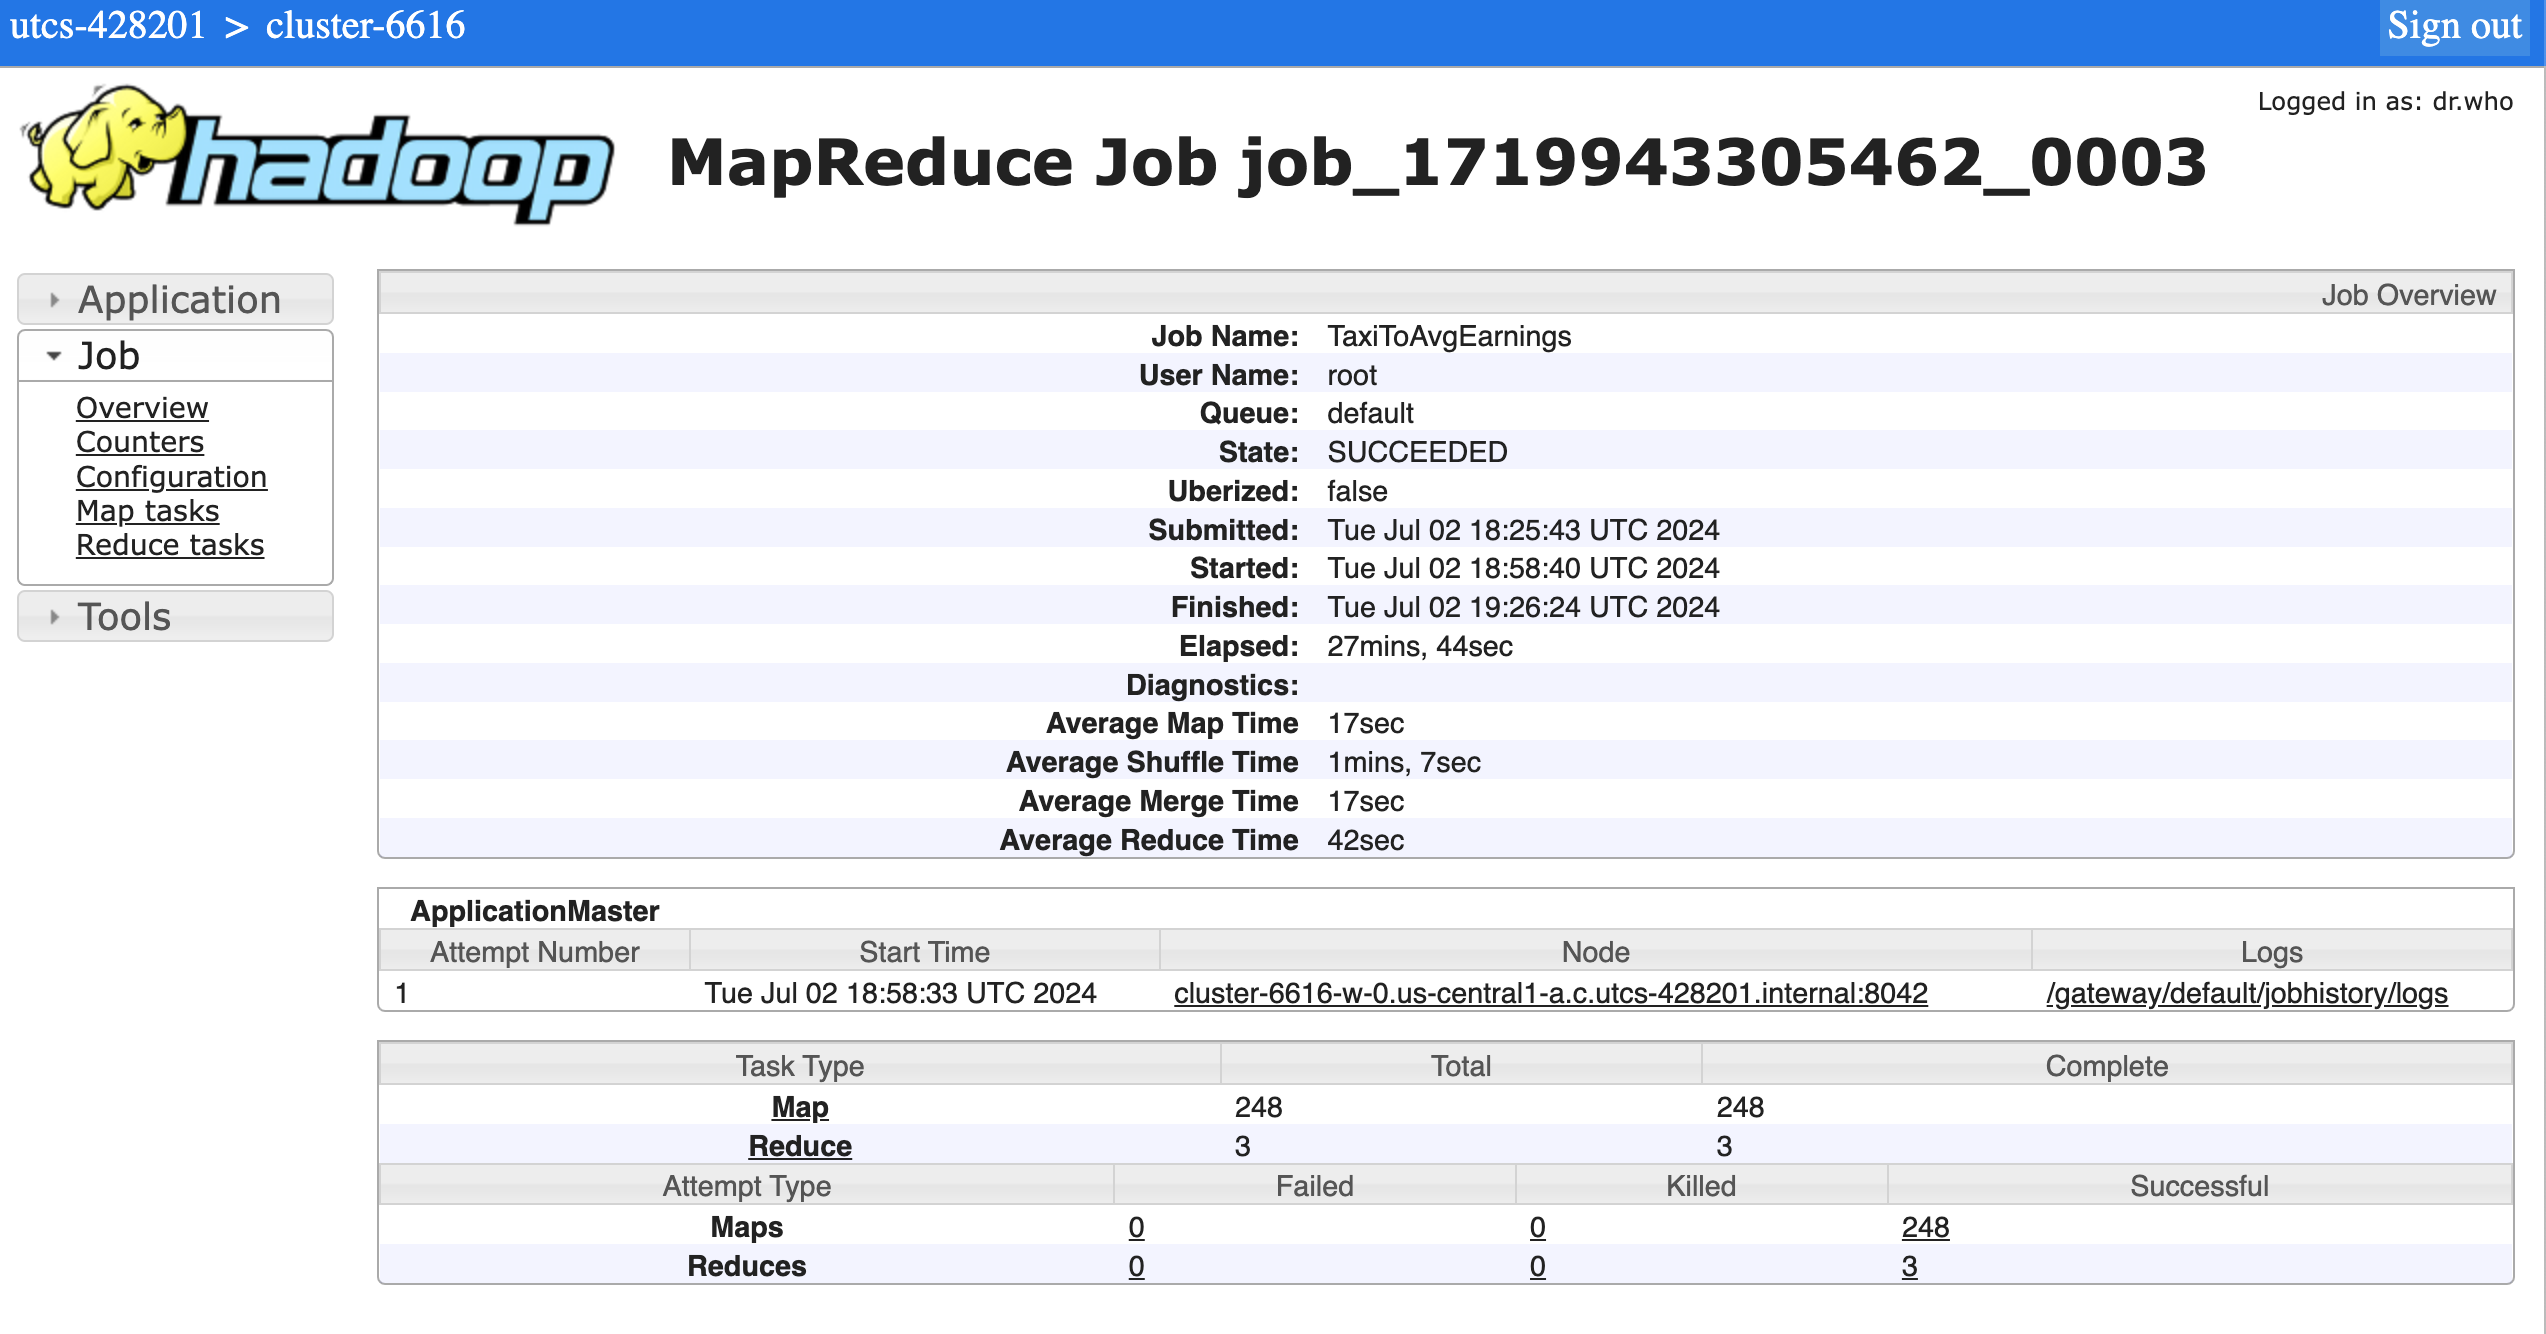 utcs-428201 > cluster-6616
Sign out
Logged in as: dr.who
hadoop
MapReduce Job job_1719943305462_0003
Application
Job
Overview
Counters
Configuration
Map tasks
Reduce tasks
Tools
Job Overview
Job Name: TaxiToAvgEarnings
User Name: root
Queue: default
State: SUCCEEDED
Uberized: false
Submitted: Tue Jul 02 18:25:43 UTC 2024
Started: Tue Jul 02 18:58:40 UTC 2024
Finished: Tue Jul 02 19:26:24 UTC 2024
Elapsed: 27mins, 44sec
Diagnostics:
Average Map Time 17sec
Average Shuffle Time 1mins, 7sec
Average Merge Time 17sec
Average Reduce Time 42sec
ApplicationMaster
Attempt Number Start Time Node Logs
1 Tue Jul 02 18:58:33 UTC 2024 cluster-6616-w-0.us-central1-a.c.utcs-428201.internal:8042 /gateway/default/jobhistory/logs
Task Type Total Complete
Map 248 248
Reduce 3 3
Attempt Type Failed Killed Successful
Maps 0 0 248
Reduces 0 0 3